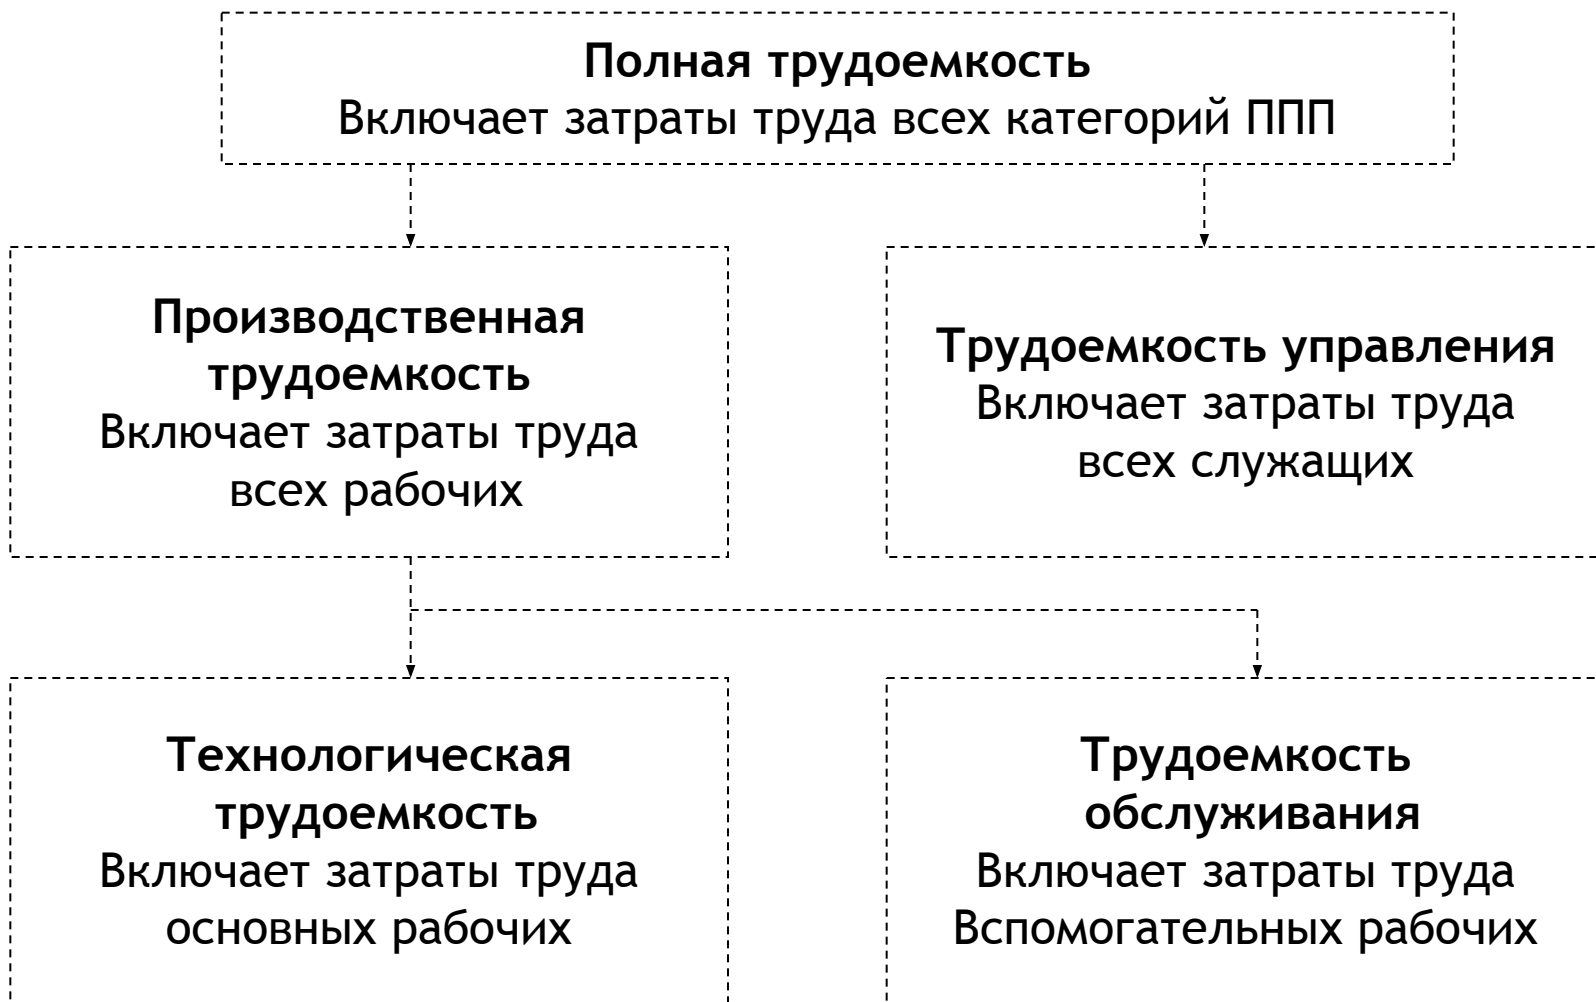 Полная трудоемкость
Включает затраты труда всех категорий ППП
Производственная
трудоемкость
Включает затраты труда
всех рабочих
Трудоемкость управления
Включает затраты труда
всех служащих
Технологическая
трудоемкость
Включает затраты труда
основных рабочих
Трудоемкость
обслуживания
Включает затраты труда
Вспомогательных рабочих